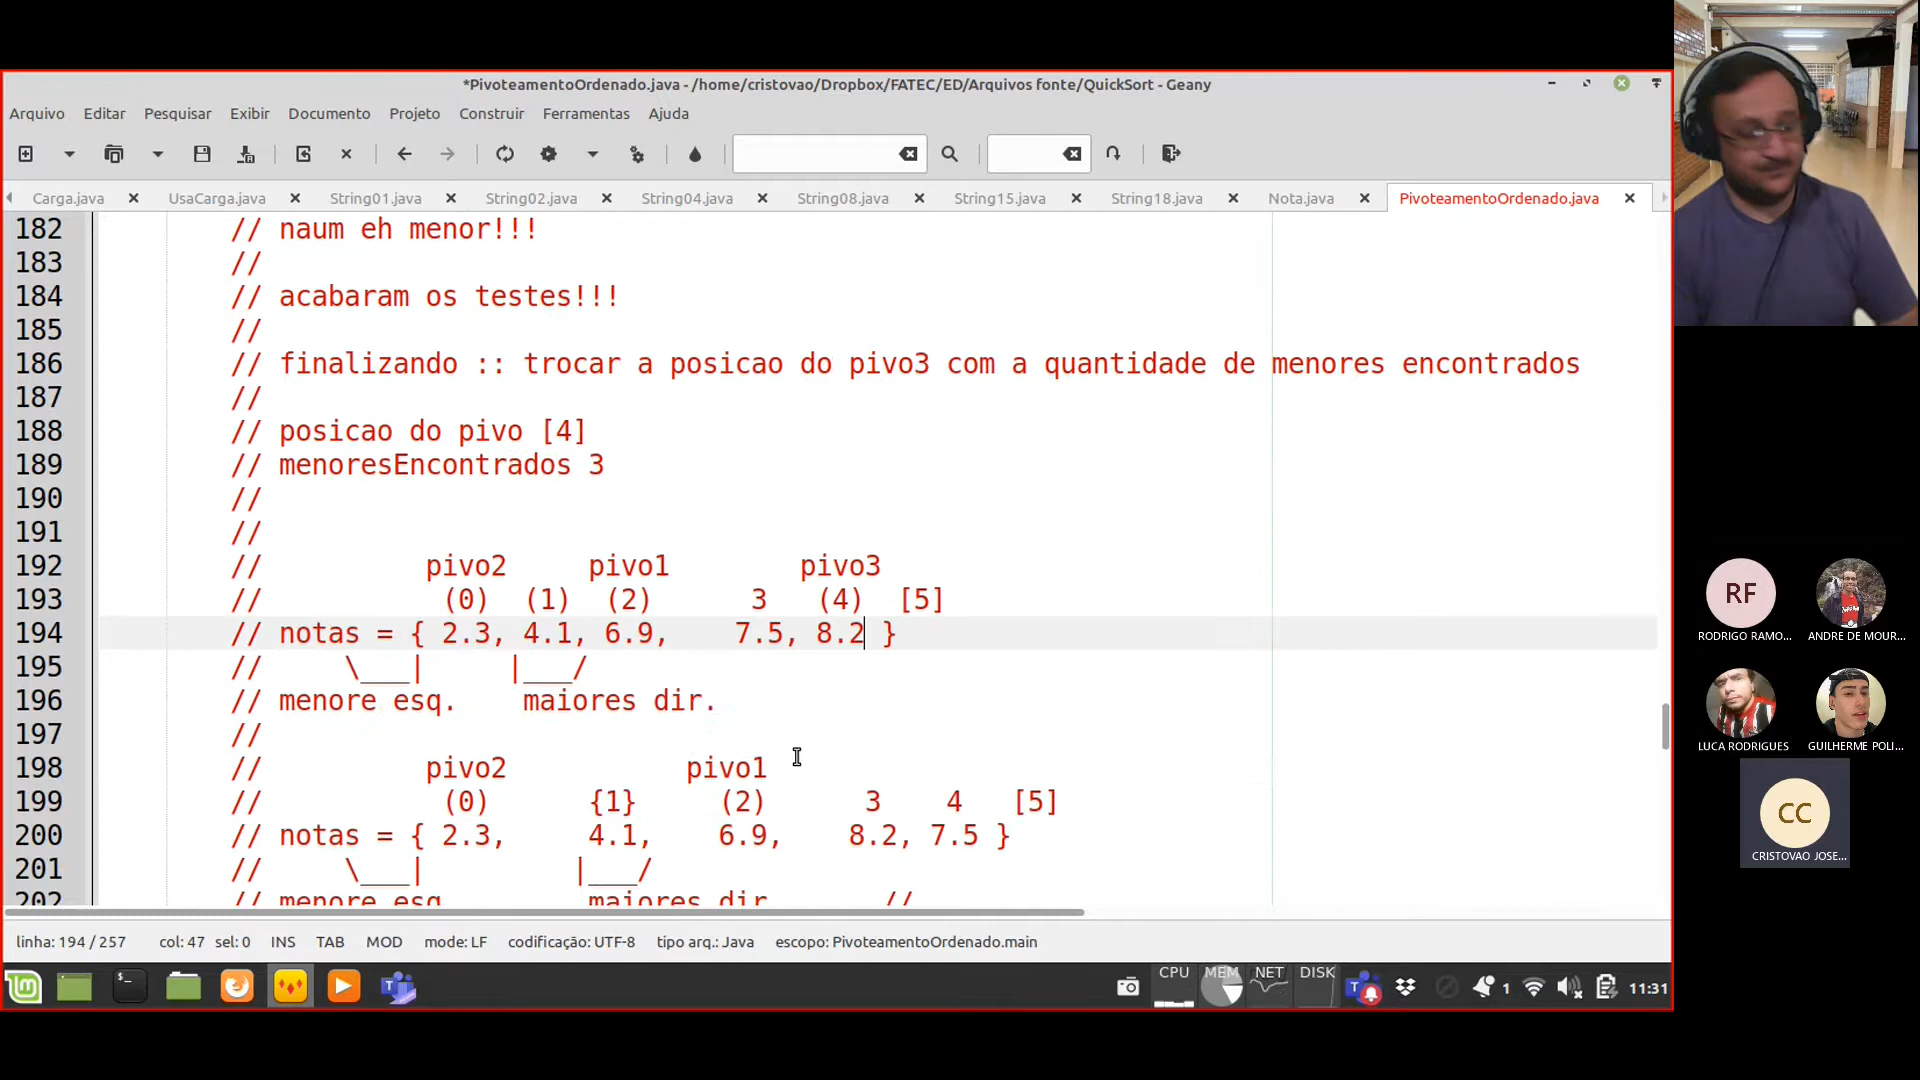 *PivoteamentoOrdenado.java - /home/cristovao/Dropbox/FATEC/ED/Arquivos fonte/QuickSort - Geany
Arquivo Editar Pesquisar Exibir Documento Projeto Construir Ferramentas Ajuda
Carga.java UsaCarga.java String01.java String02.java String04.java String08.java String15.java String18.java Nota.java PivoteamentoOrdenado.java
182 // naum eh menor!!!
183 //
184 // acabaram os testes!!!
185 //
186 // finalizando :: trocar a posicao do pivo3 com a quantidade de menores encontrados
187 //
188 // posicao do pivo [4]
189 // menoresEncontrados 3
190 //
191 //
192 // pivo2 pivo1 pivo3
193 // (0) (1) (2) 3 (4) [5]
194 // notas = { 2.3, 4.1, 6.9, 7.5, 8.2 }
195 // \___| |___/
196 // menore esq. maiores dir.
197 //
198 // pivo2 pivo1
199 // (0) {1} (2) 3 4 [5]
200 // notas = { 2.3, 4.1, 6.9, 8.2, 7.5 }
201 // \___| |___/
202 // menore esq. maiores dir. //
linha: 194 / 257 col: 47 sel: 0 INS TAB MOD mode: LF codificação: UTF-8 tipo arq.: Java escopo: PivoteamentoOrdenado.main
CPU MEM NET DISK 1 11:31
RF
RODRIGO RAMO... ANDRE DE MOUR...
LUCA RODRIGUES GUILHERME POLI...
CC
CRISTOVAO JOSE...